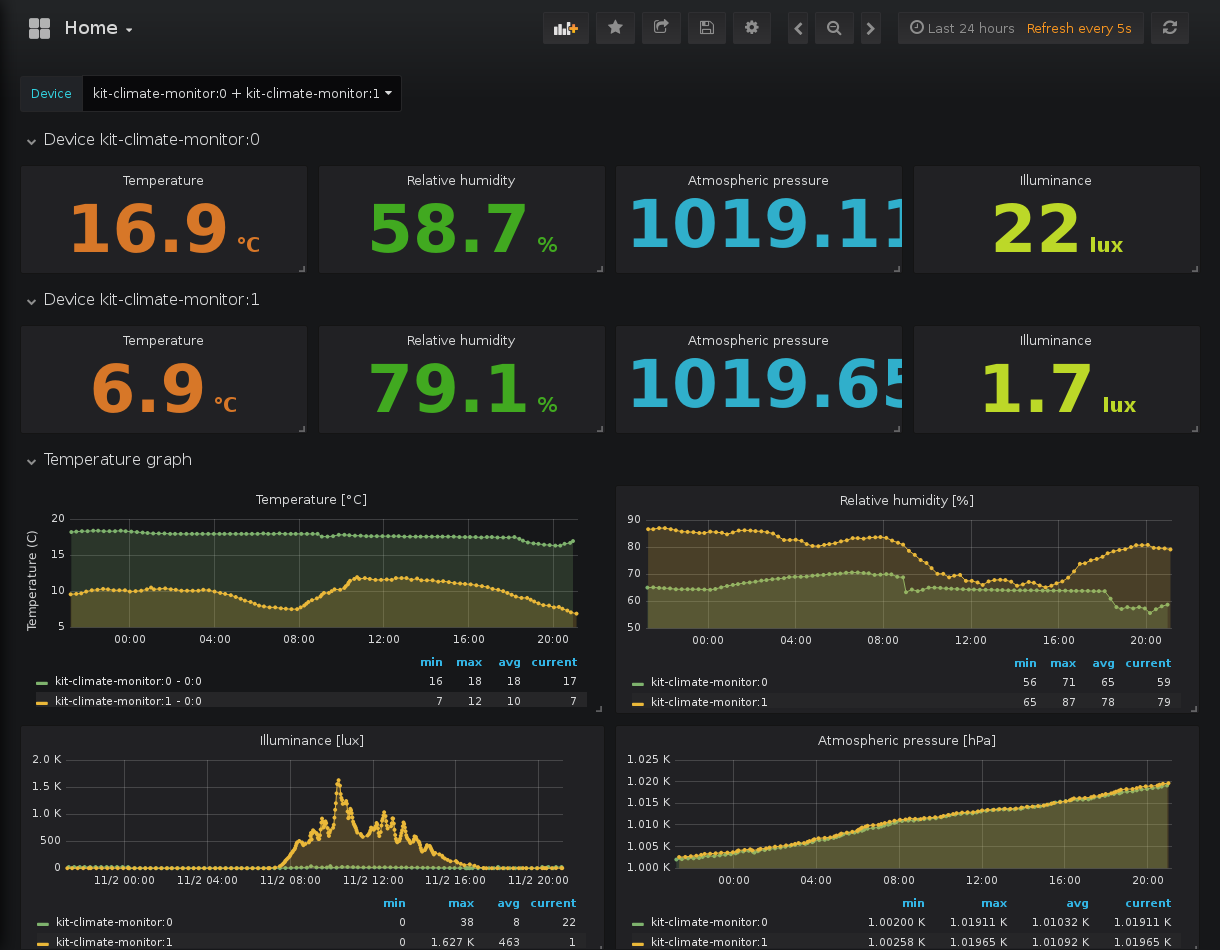 Home
Last 24 hours Refresh every 5s
Device kit-climate-monitor:0 + kit-climate-monitor:1
Device kit-climate-monitor:0
Temperature Relative humidity Atmospheric pressure Illuminance
16.9 °C 58.7 % 1019.11 22 lux
Device kit-climate-monitor:1
Temperature Relative humidity Atmospheric pressure Illuminance
6.9 °C 79.1 % 1019.65 1.7 lux
Temperature graph
Temperature [°C]
Temperature (C)
20
15
10
5
00:00 04:00 08:00 12:00 16:00 20:00
min max avg current
kit-climate-monitor:0 - 0:0 16 18 18 17
kit-climate-monitor:1 - 0:0 7 12 10 7
Relative humidity [%]
90
80
70
60
50
00:00 04:00 08:00 12:00 16:00 20:00
min max avg current
kit-climate-monitor:0 56 71 65 59
kit-climate-monitor:1 65 87 78 79
Illuminance [lux]
2.0 K
1.5 K
1.0 K
500
0
11/2 00:00 11/2 04:00 11/2 08:00 11/2 12:00 11/2 16:00 11/2 20:00
min max avg current
kit-climate-monitor:0 0 38 8 22
kit-climate-monitor:1 0 1.627 K 463 1
Atmospheric pressure [hPa]
1.025 K
1.020 K
1.015 K
1.010 K
1.005 K
1.000 K
00:00 04:00 08:00 12:00 16:00 20:00
min max avg current
kit-climate-monitor:0 1.00200 K 1.01911 K 1.01032 K 1.01911 K
kit-climate-monitor:1 1.00258 K 1.01965 K 1.01092 K 1.01965 K